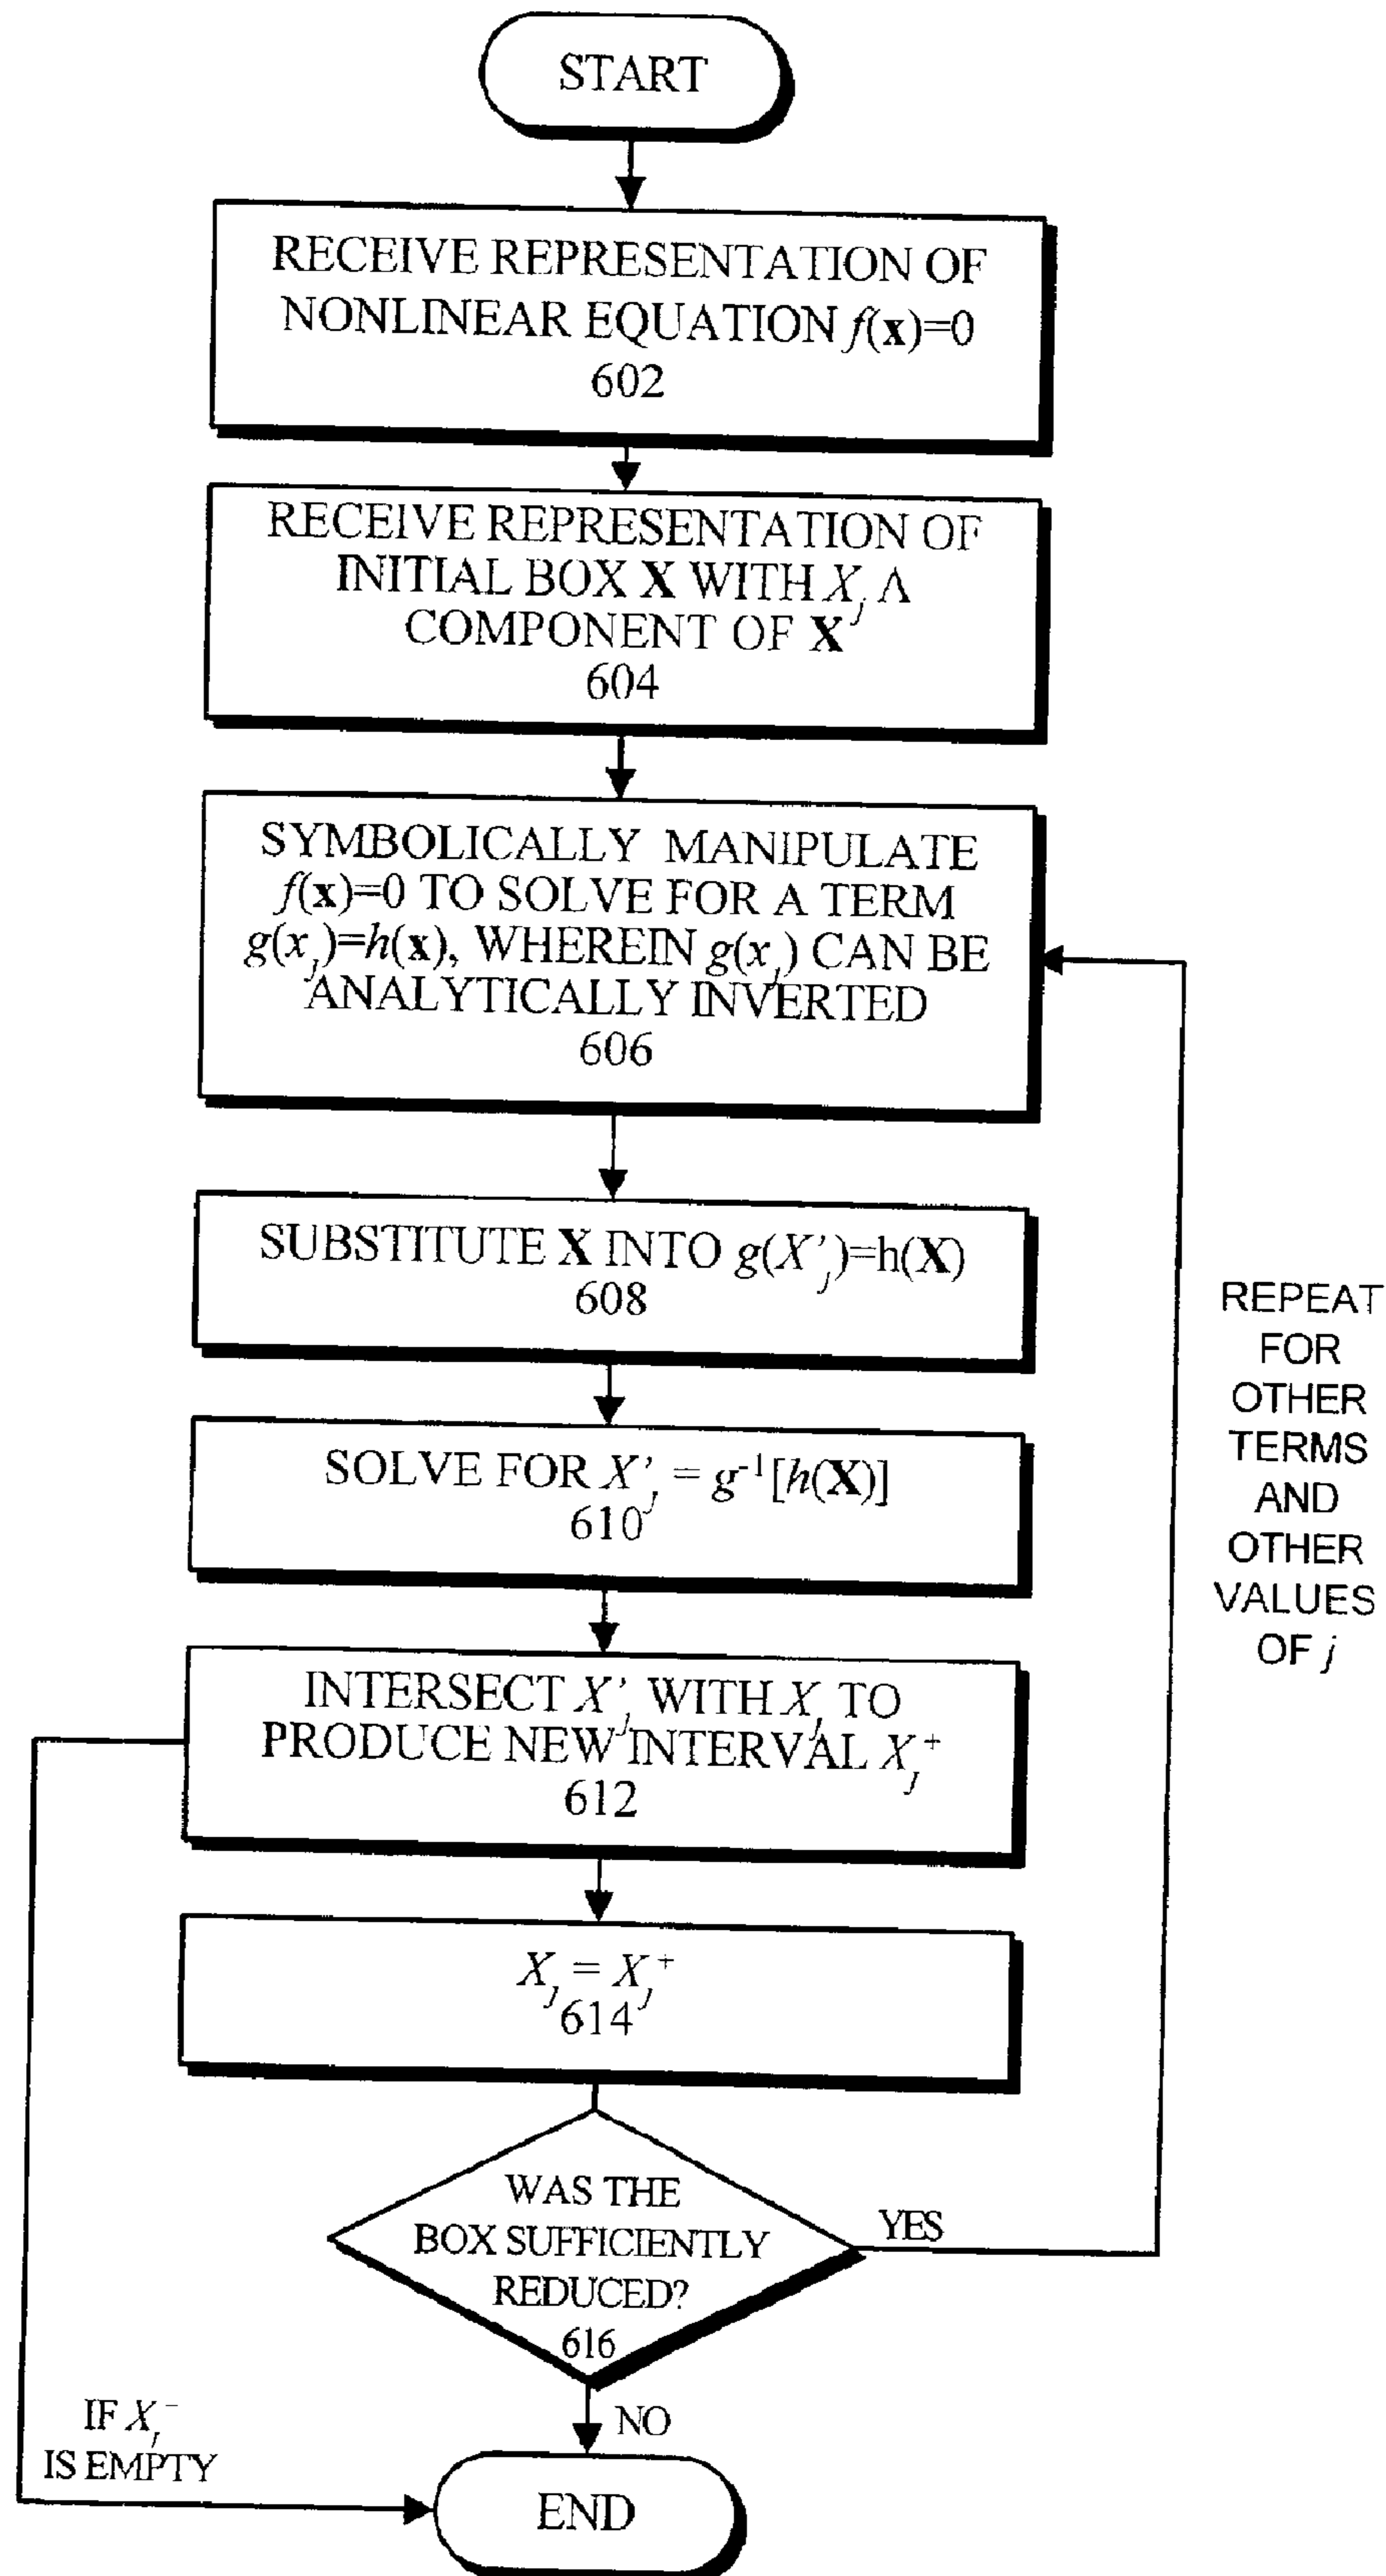 START
RECEIVE REPRESENTATION OF
NONLINEAR EQUATION f(x)=0
602
RECEIVE REPRESENTATION OF
INITIAL BOX X WITH Xj A
COMPONENT OF X
604
SYMBOLICALLY MANIPULATE
f(x)=0 TO SOLVE FOR A TERM
g(xj)=h(x), WHEREIN g(xj) CAN BE
ANALYTICALLY INVERTED
606
SUBSTITUTE X INTO g(X'j)=h(X)
608
SOLVE FOR X'j = g⁻¹[h(X)]
610
INTERSECT X'j WITH Xj TO
PRODUCE NEW INTERVAL Xj⁺
612
Xj = Xj⁺
614
WAS THE
BOX SUFFICIENTLY
REDUCED?
616
YES
REPEAT
FOR
OTHER
TERMS
AND
OTHER
VALUES
OF j
NO
IF Xj⁻
IS EMPTY
END